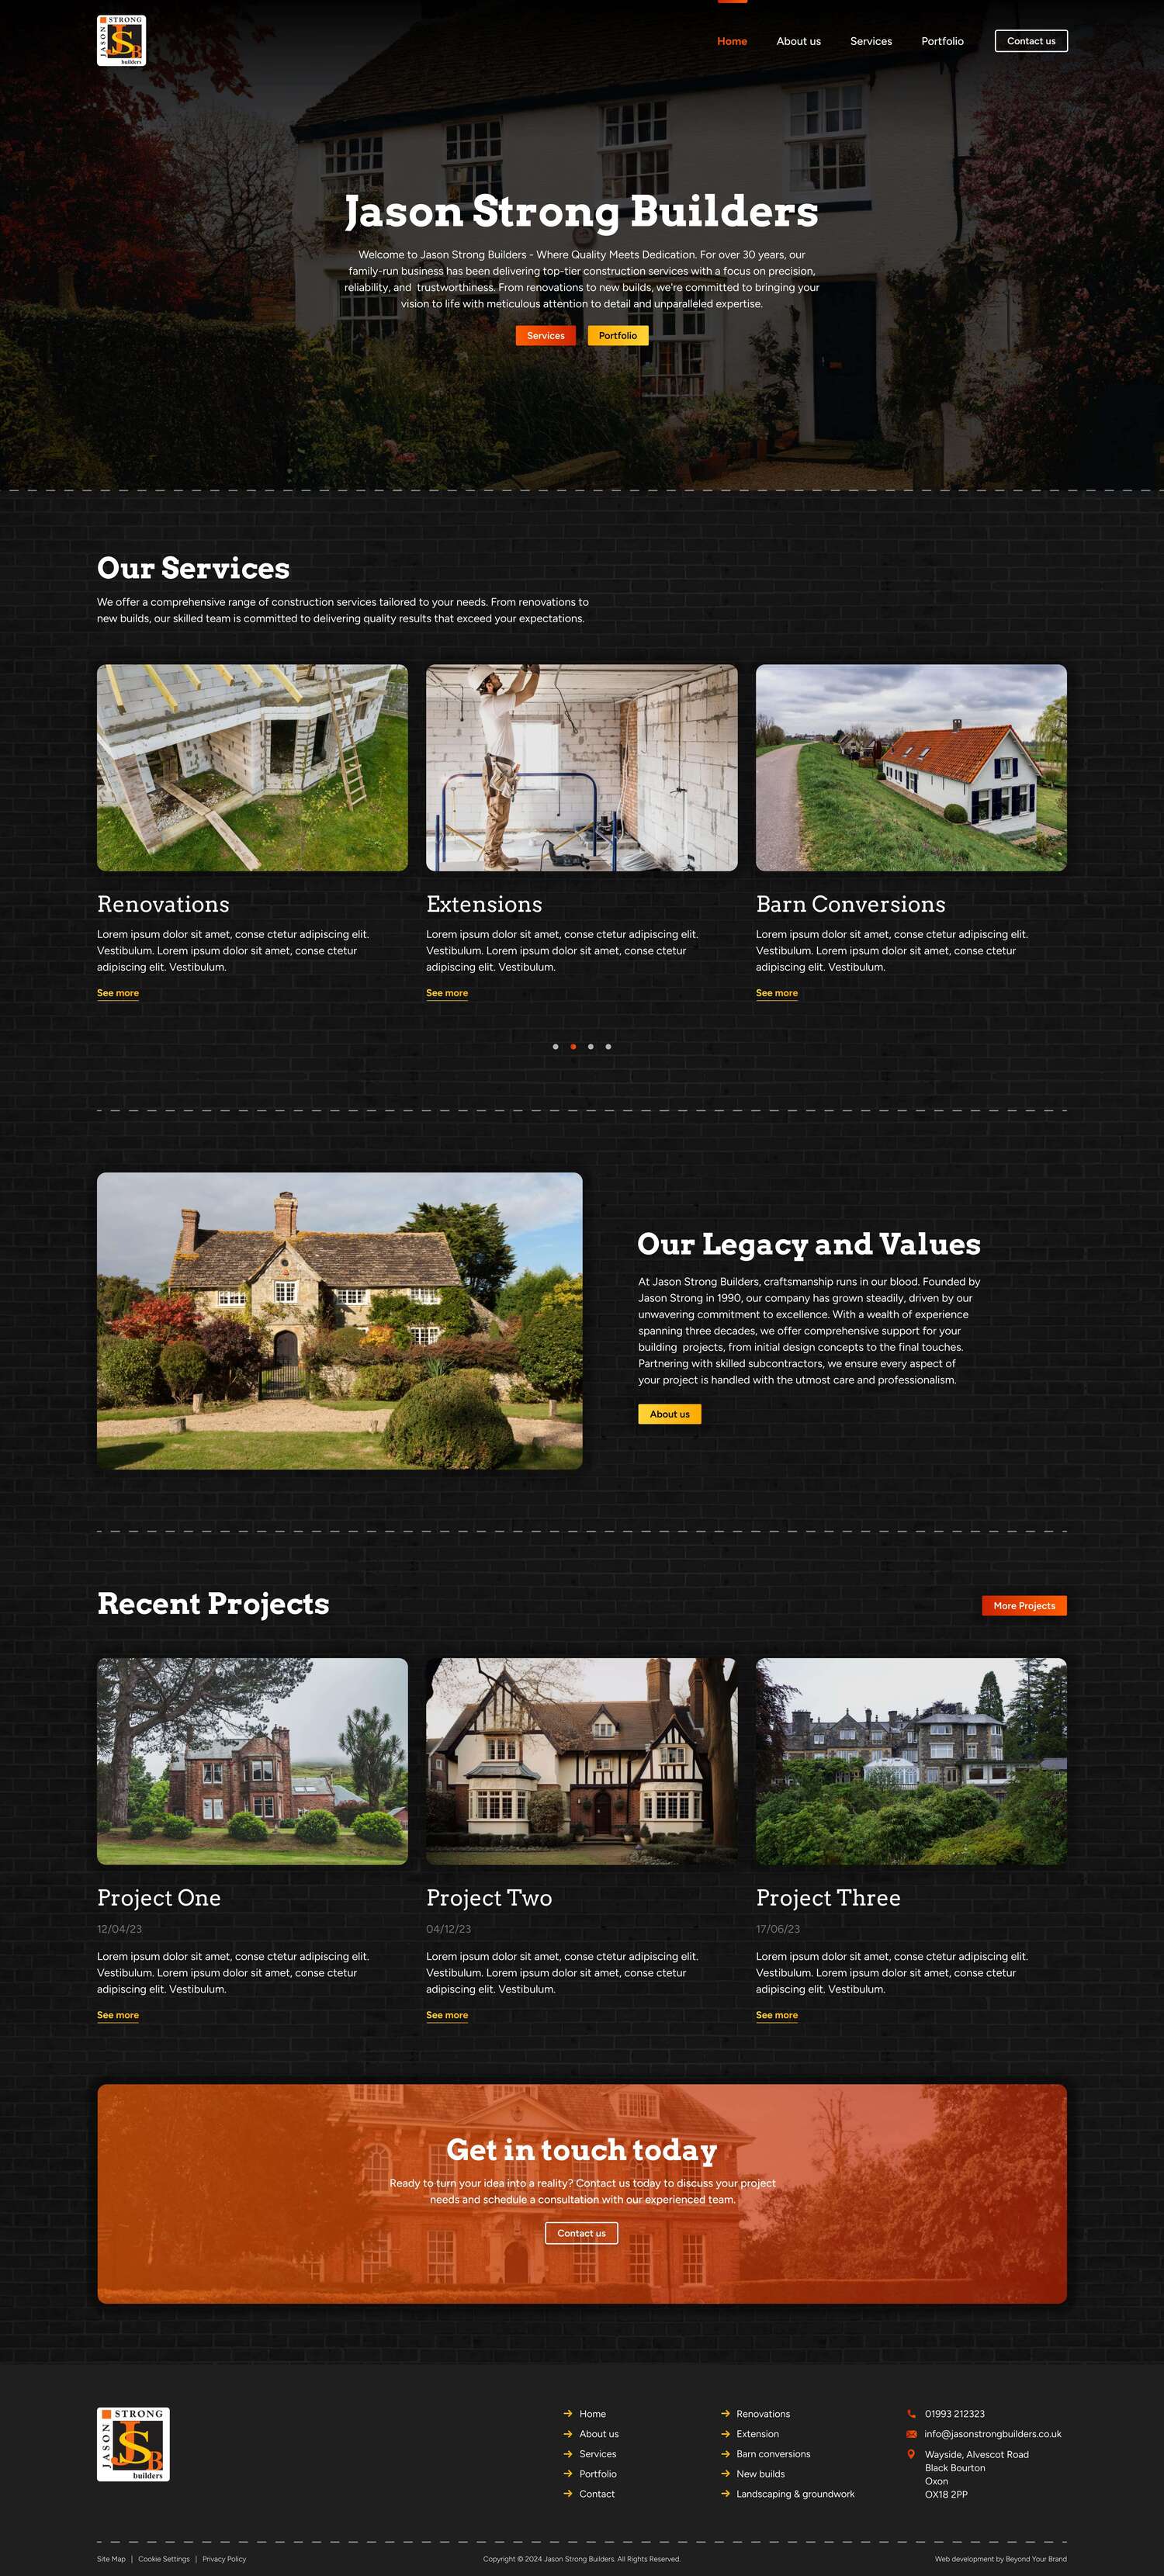 STRONG
JASON
JSB
builders
Home
About us
Services
Portfolio
Contact us
Jason Strong Builders
Welcome to Jason Strong Builders - Where Quality Meets Dedication. For over 30 years, our
family-run business has been delivering top-tier construction services with a focus on precision,
reliability, and  trustworthiness. From renovations to new builds, we're committed to bringing your
vision to life with meticulous attention to detail and unparalleled expertise.
Services
Portfolio
Our Services
We offer a comprehensive range of construction services tailored to your needs. From renovations to
new builds, our skilled team is committed to delivering quality results that exceed your expectations.
Renovations
Lorem ipsum dolor sit amet, conse ctetur adipiscing elit.
Vestibulum. Lorem ipsum dolor sit amet, conse ctetur
adipiscing elit. Vestibulum.
See more
Extensions
Lorem ipsum dolor sit amet, conse ctetur adipiscing elit.
Vestibulum. Lorem ipsum dolor sit amet, conse ctetur
adipiscing elit. Vestibulum.
See more
Barn Conversions
Lorem ipsum dolor sit amet, conse ctetur adipiscing elit.
Vestibulum. Lorem ipsum dolor sit amet, conse ctetur
adipiscing elit. Vestibulum.
See more
Our Legacy and Values
At Jason Strong Builders, craftsmanship runs in our blood. Founded by
Jason Strong in 1990, our company has grown steadily, driven by our
unwavering commitment to excellence. With a wealth of experience
spanning three decades, we offer comprehensive support for your
building  projects, from initial design concepts to the final touches.
Partnering with skilled subcontractors, we ensure every aspect of
your project is handled with the utmost care and professionalism.
About us
Recent Projects
More Projects
Project One
12/04/23
Lorem ipsum dolor sit amet, conse ctetur adipiscing elit.
Vestibulum. Lorem ipsum dolor sit amet, conse ctetur
adipiscing elit. Vestibulum.
See more
Project Two
04/12/23
Lorem ipsum dolor sit amet, conse ctetur adipiscing elit.
Vestibulum. Lorem ipsum dolor sit amet, conse ctetur
adipiscing elit. Vestibulum.
See more
Project Three
17/06/23
Lorem ipsum dolor sit amet, conse ctetur adipiscing elit.
Vestibulum. Lorem ipsum dolor sit amet, conse ctetur
adipiscing elit. Vestibulum.
See more
Get in touch today
Ready to turn your idea into a reality? Contact us today to discuss your project
needs and schedule a consultation with our experienced team.
Contact us
STRONG
JASON
JSB
builders
Home
About us
Services
Portfolio
Contact
Renovations
Extension
Barn conversions
New builds
Landscaping & groundwork
01993 212323
info@jasonstrongbuilders.co.uk
Wayside, Alvescot Road
Black Bourton
Oxon
OX18 2PP
Site Map | Cookie Settings | Privacy Policy
Copyright © 2024 Jason Strong Builders. All Rights Reserved.
Web development by Beyond Your Brand